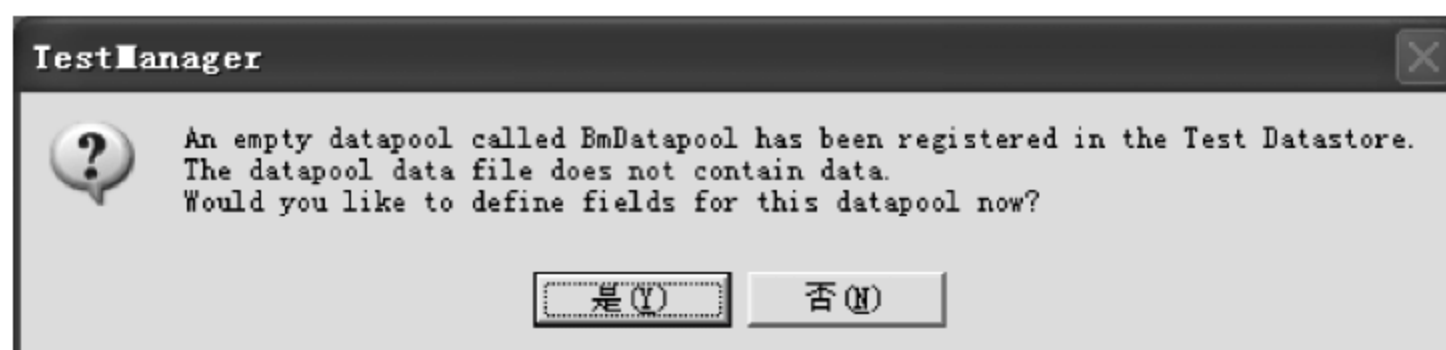 TestManager
An empty datapool called BmDatapool has been registered in the Test Datastore.
The datapool data file does not contain data.
Would you like to define fields for this datapool now?
是(Y) 否(N)